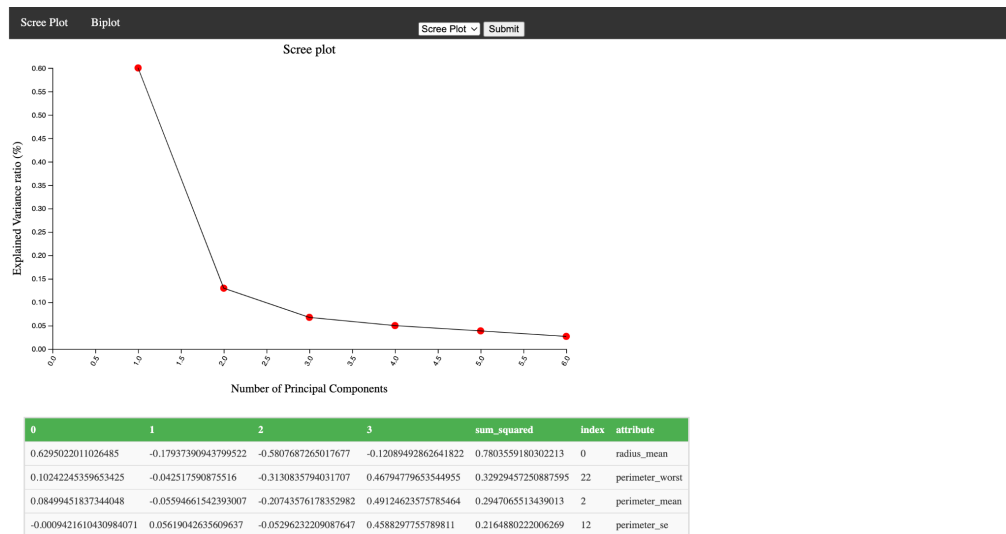 Scree Plot Biplot
Scree Plot Submit
Scree plot
0.60
0.55
0.50
0.45
0.40
0.35
0.30
0.25
0.20
0.15
0.10
0.05
0.00
Explained Variance ratio (%)
0.0 0.5 1.0 1.5 2.0 2.5 3.0 3.5 4.0 4.5 5.0 5.5 6.0
Number of Principal Components
0 1 2 3 sum_squared index attribute
0.6295022011026485 -0.17937390943799522 -0.5807687265017677 -0.12089492862641822 0.7803559180302213 0 radius_mean
0.10242245359653425 -0.042517590875516 -0.3130835794031707 0.46794779653544955 0.32929457250887595 22 perimeter_worst
0.08499451837344048 -0.05594661542393007 -0.20743576178352982 0.49124623575785464 0.2947065513439013 2 perimeter_mean
-0.0009421610430984071 0.05619042635609637 -0.05296232209087647 0.4588297755789811 0.2164880222006269 12 perimeter_se